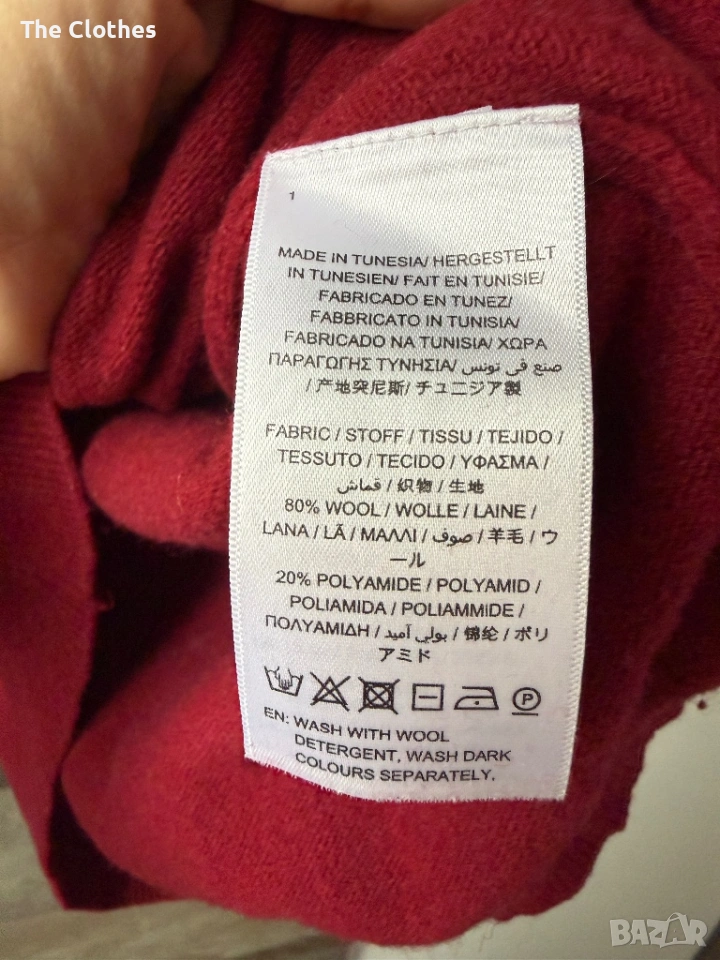 The Clothes
1
MADE IN TUNESIA/ HERGESTELLT
IN TUNESIEN/ FAIT EN TUNISIE/
FABRICADO EN TUNEZ/
FABBRICATO IN TUNISIA/
FABRICADO NA TUNISIA/ ΧΩΡΑ
ΠΑΡΑΓΩΓΗΣ ΤΥΝΗΣΙΑ/ صنع في تونس
/ 产地突尼斯/ チュニジア製
FABRIC / STOFF / TISSU / TEJIDO /
TESSUTO / TECIDO / ΥΦΑΣΜΑ /
قماش / 织物 / 生地
80% WOOL / WOLLE / LAINE /
LANA / LÃ / ΜΑΛΛΙ / صوف / 羊毛 / ウ
ール
20% POLYAMIDE / POLYAMID /
POLIAMIDA / POLIAMMIDE /
ΠΟΛΥΑΜΙΔΗ / بولي آميد / 锦纶 / ポリ
アミド
P
EN: WASH WITH WOOL
DETERGENT, WASH DARK
COLOURS SEPARATELY.
BAZAR